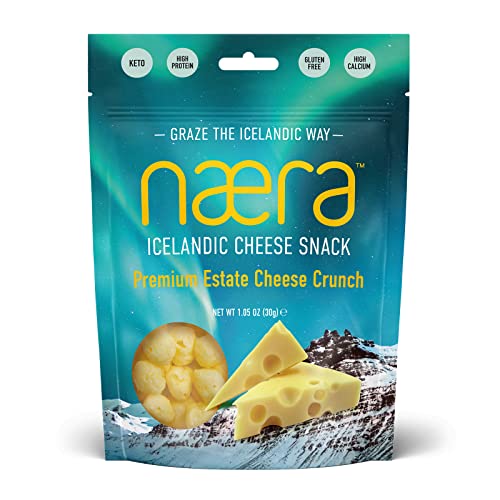 KETO
HIGH
PROTEIN
GLUTEN
FREE
HIGH
CALCIUM
— GRAZE THE ICELANDIC WAY —
næra™
ICELANDIC CHEESE SNACK
Premium Estate Cheese Crunch
NET WT 1.05 OZ (30g) ℮